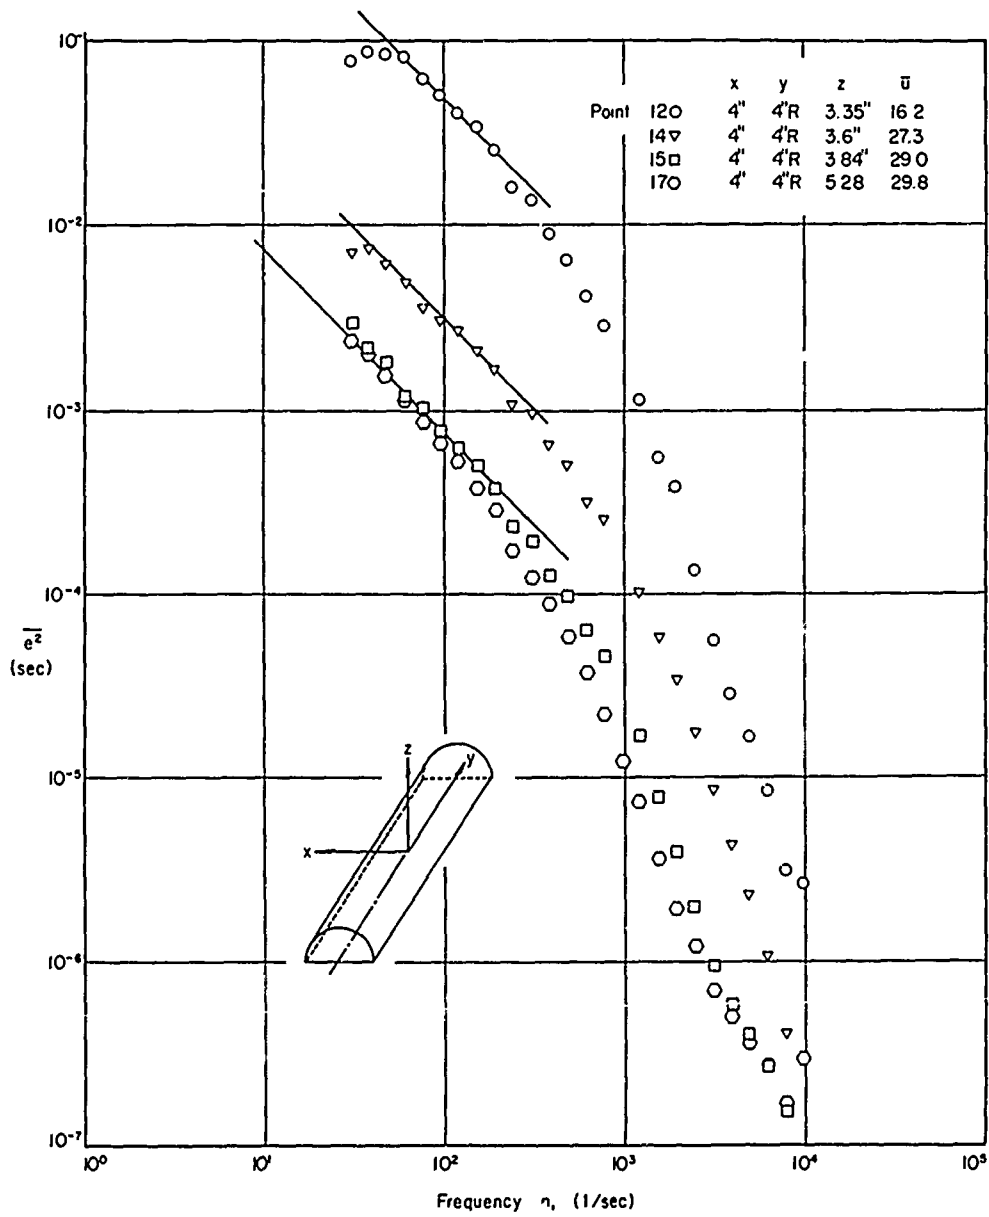 10⁻¹
x y z u̅
Point 12○ 4" 4"R 3.35" 16 2
14▽ 4" 4"R 3.6" 27.3
15□ 4" 4"R 3 84" 29 0
17⬡ 4" 4"R 5 28 29.8
10⁻²
10⁻³
10⁻⁴
e²
(sec)
z
y
10⁻⁵
x
10⁻⁶
10⁻⁷
10⁰ 10¹ 10² 10³ 10⁴ 10⁵
Frequency n, (1/sec)